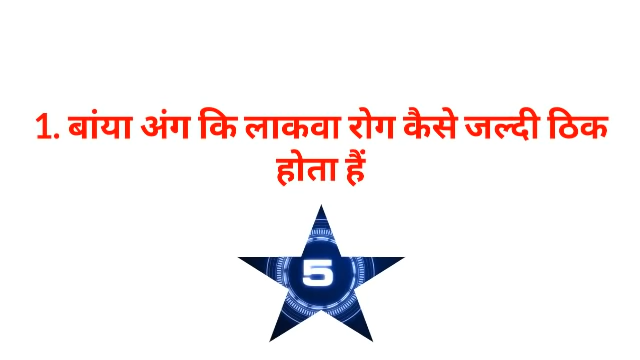 1. बांया अंग कि लाकवा रोग कैसे जल्दी ठिक
होता हैं
5